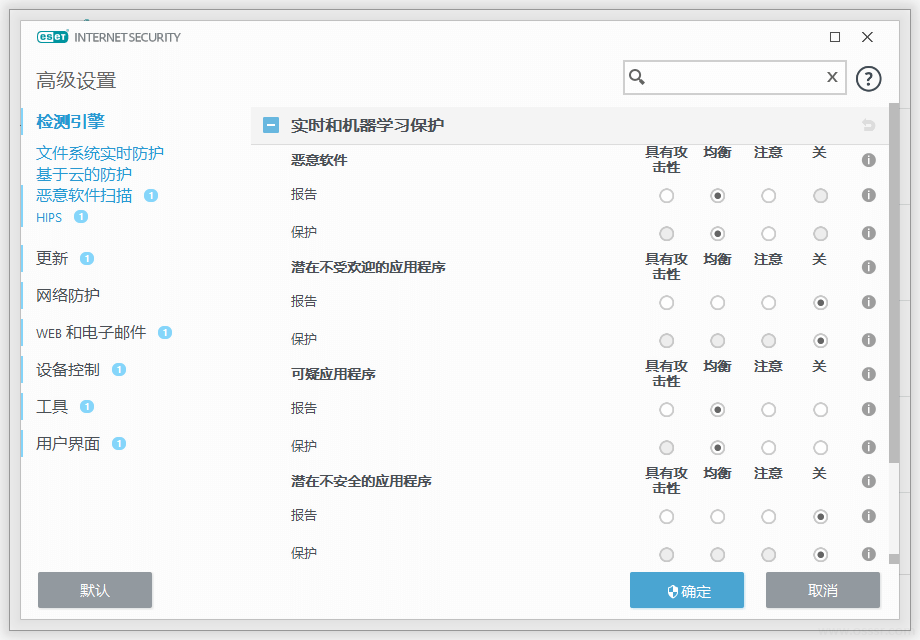 eset INTERNET SECURITY
高级设置
x
?
检测引擎
文件系统实时防护
基于云的防护
恶意软件扫描 1
HIPS 1
更新 1
网络防护
WEB 和电子邮件 1
设备控制 1
工具 1
用户界面 1
实时和机器学习保护
恶意软件 具有攻击性 均衡 注意 关
报告
保护
潜在不受欢迎的应用程序 具有攻击性 均衡 注意 关
报告
保护
可疑应用程序 具有攻击性 均衡 注意 关
报告
保护
潜在不安全的应用程序 具有攻击性 均衡 注意 关
报告
保护
默认
确定
取消